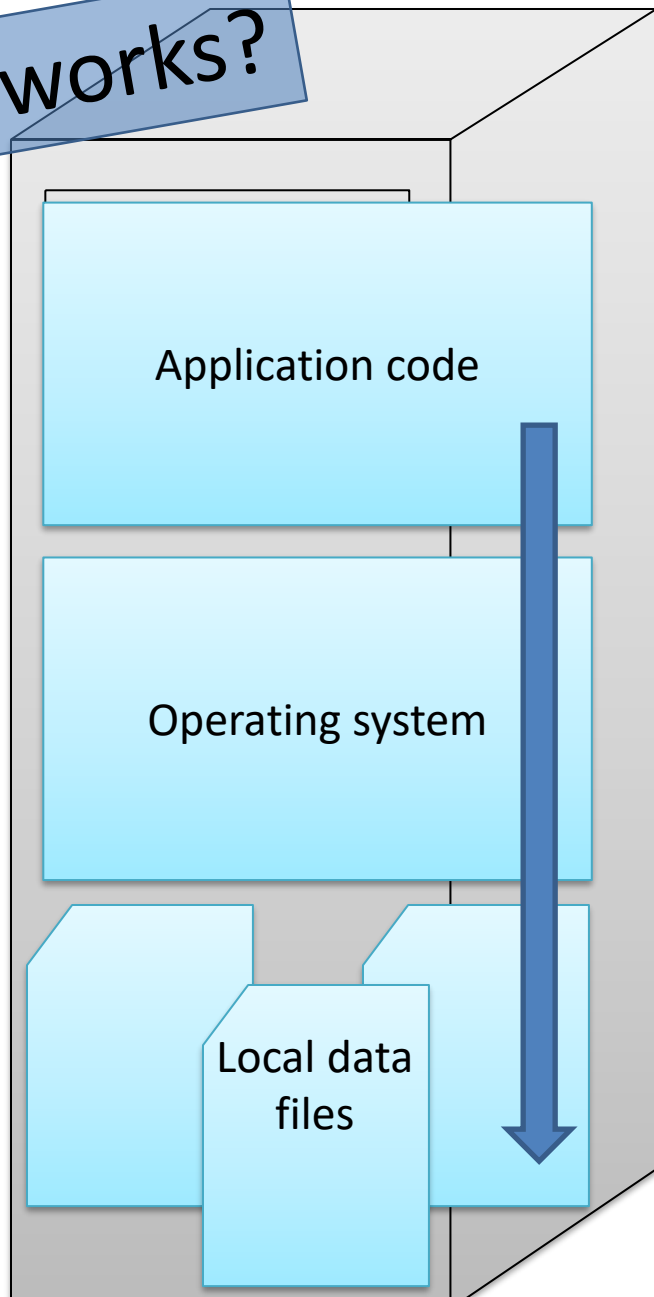 works?
Application code
Operating system
Local data
files